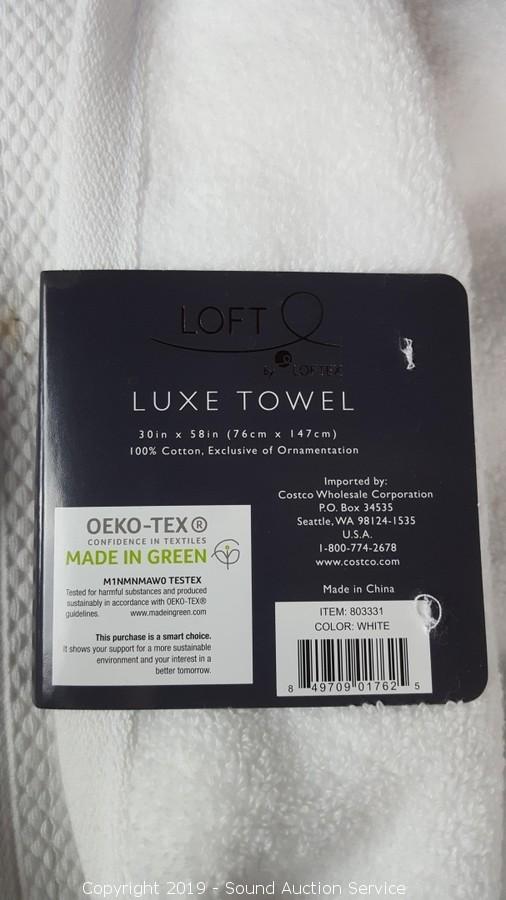 LOFT
by LOFTEX
LUXE TOWEL
30in x 58in (76cm x 147cm)
100% Cotton, Exclusive of Ornamentation
Imported by:
Costco Wholesale Corporation
P.O. Box 34535
Seattle, WA 98124-1535
U.S.A.
1-800-774-2678
www.costco.com
Made in China
OEKO-TEX®
CONFIDENCE IN TEXTILES
MADE IN GREEN
M1NMNMAW0 TESTEX
Tested for harmful substances and produced
sustainably in accordance with OEKO-TEX®
guidelines. www.madeingreen.com
This purchase is a smart choice.
It shows your support for a more sustainable
environment and your interest in a
better tomorrow.
ITEM: 803331
COLOR: WHITE
8 49709 01762 5
Copyright 2019 - Sound Auction Service